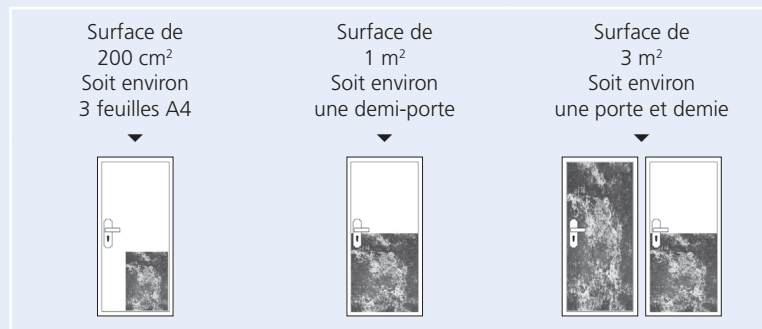 Surface de
200 cm²
Soit environ
3 feuilles A4
Surface de
1 m²
Soit environ
une demi-porte
Surface de
3 m²
Soit environ
une porte et demie